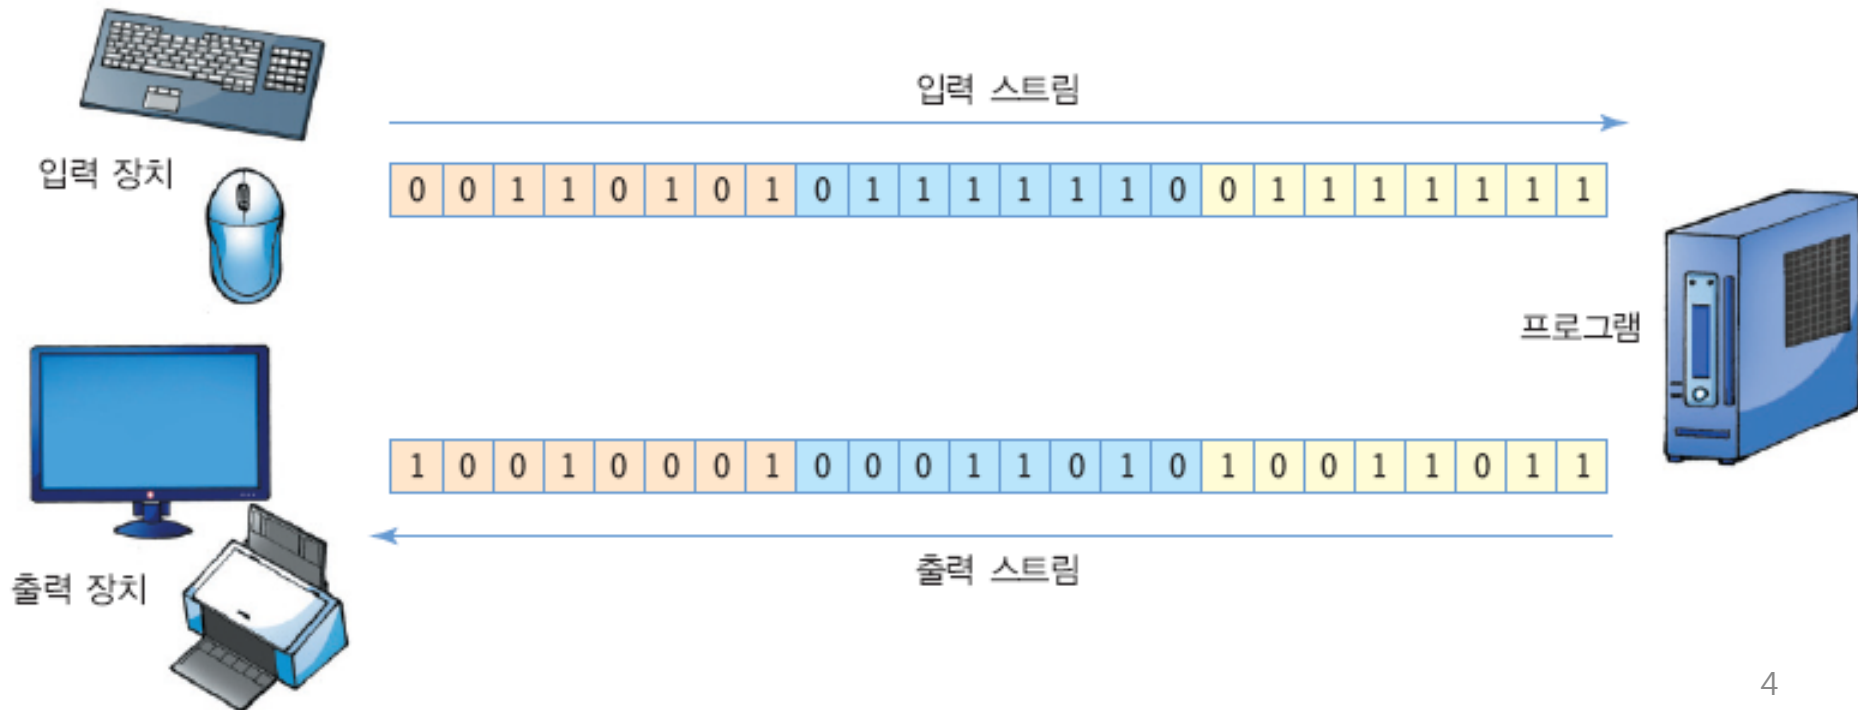 입력 스트림
입력 장치
0 0 1 1 0 1 0 1 0 1 1 1 1 1 1 0 0 1 1 1 1 1 1 1
프로그램
1 0 0 1 0 0 0 1 0 0 0 1 1 0 1 0 1 0 0 1 1 0 1 1
출력 스트림
출력 장치
4